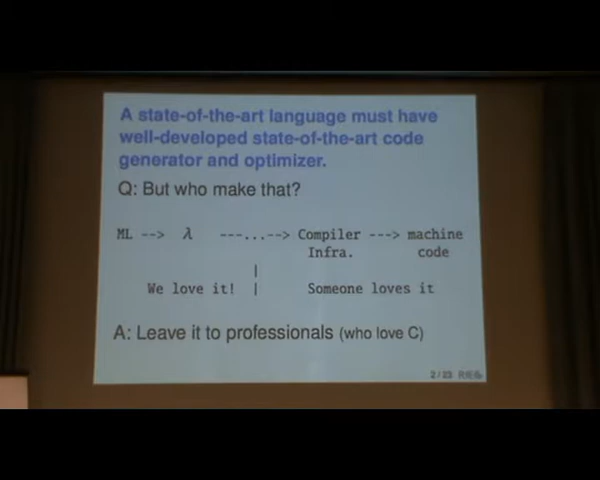 A state-of-the-art language must have
well-developed state-of-the-art code
generator and optimizer.
Q: But who make that?
ML --> λ ---...--> Compiler ---> machine
Infra. code
|
We love it! | Someone loves it
A: Leave it to professionals (who love C)
2 / 23